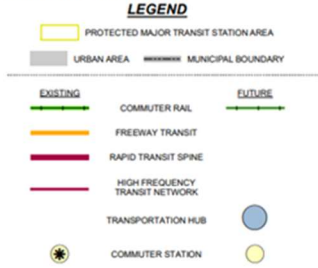 LEGEND
PROTECTED MAJOR TRANSIT STATION AREA
URBAN AREA MUNICIPAL BOUNDARY
EXISTING FUTURE
COMMUTER RAIL
FREEWAY TRANSIT
RAPID TRANSIT SPINE
HIGH FREQUENCY
TRANSIT NETWORK
TRANSPORTATION HUB
COMMUTER STATION